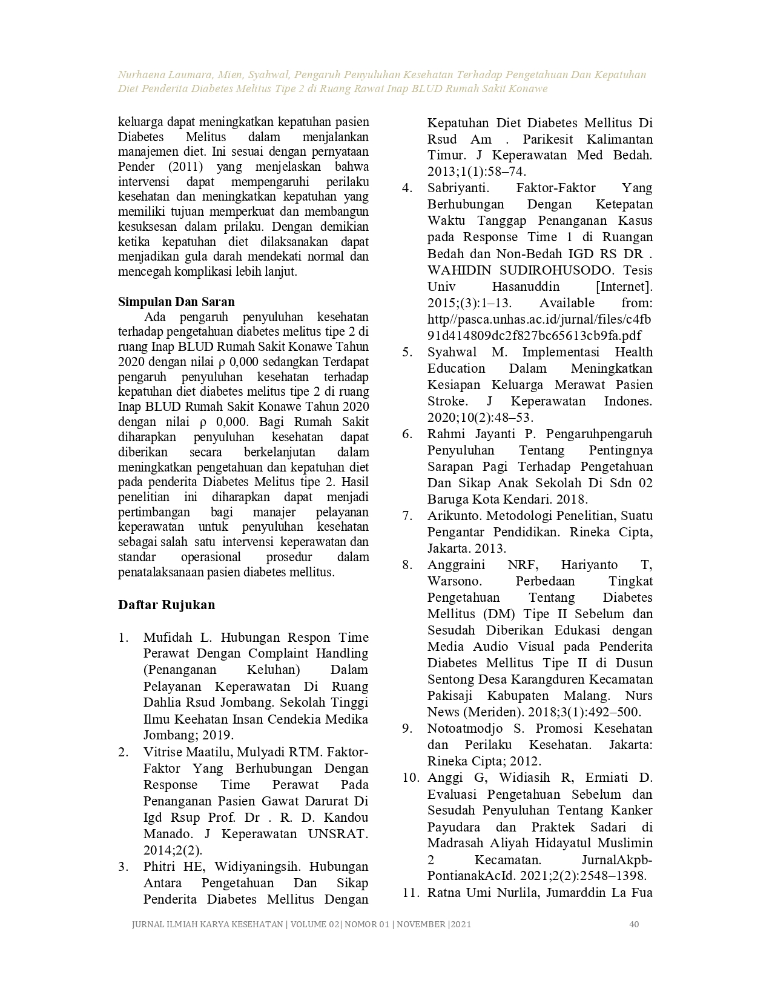 Nurhaena Laumara, Mien, Syahwal, Pengaruh Penyuluhan Kesehatan Terhadap Pengetahuan Dan Kepatuhan
Diet Penderita Diabetes Melitus Tipe 2 di Ruang Rawat Inap BLUD Rumah Sakit Konawe
keluarga dapat meningkatkan kepatuhan pasien
Diabetes Melitus dalam menjalankan
manajemen diet. Ini sesuai dengan pernyataan
Pender (2011) yang menjelaskan bahwa
intervensi dapat mempengaruhi perilaku
kesehatan dan meningkatkan kepatuhan yang
memiliki tujuan memperkuat dan membangun
kesuksesan dalam prilaku. Dengan demikian
ketika kepatuhan diet dilaksanakan dapat
menjadikan gula darah mendekati normal dan
mencegah komplikasi lebih lanjut.
Simpulan Dan Saran
Ada pengaruh penyuluhan kesehatan
terhadap pengetahuan diabetes melitus tipe 2 di
ruang Inap BLUD Rumah Sakit Konawe Tahun
2020 dengan nilai ρ 0,000 sedangkan Terdapat
pengaruh penyuluhan kesehatan terhadap
kepatuhan diet diabetes melitus tipe 2 di ruang
Inap BLUD Rumah Sakit Konawe Tahun 2020
dengan nilai ρ 0,000. Bagi Rumah Sakit
diharapkan penyuluhan kesehatan dapat
diberikan secara berkelanjutan dalam
meningkatkan pengetahuan dan kepatuhan diet
pada penderita Diabetes Melitus tipe 2. Hasil
penelitian ini diharapkan dapat menjadi
pertimbangan bagi manajer pelayanan
keperawatan untuk penyuluhan kesehatan
sebagai salah satu intervensi keperawatan dan
standar operasional prosedur dalam
penatalaksanaan pasien diabetes mellitus.
Daftar Rujukan
1. Mufidah L. Hubungan Respon Time
Perawat Dengan Complaint Handling
(Penanganan Keluhan) Dalam
Pelayanan Keperawatan Di Ruang
Dahlia Rsud Jombang. Sekolah Tinggi
Ilmu Keehatan Insan Cendekia Medika
Jombang; 2019.
2. Vitrise Maatilu, Mulyadi RTM. Faktor-
Faktor Yang Berhubungan Dengan
Response Time Perawat Pada
Penanganan Pasien Gawat Darurat Di
Igd Rsup Prof. Dr . R. D. Kandou
Manado. J Keperawatan UNSRAT.
2014;2(2).
3. Phitri HE, Widiyaningsih. Hubungan
Antara Pengetahuan Dan Sikap
Penderita Diabetes Mellitus Dengan
Kepatuhan Diet Diabetes Mellitus Di
Rsud Am . Parikesit Kalimantan
Timur. J Keperawatan Med Bedah.
2013;1(1):58–74.
4. Sabriyanti. Faktor-Faktor Yang
Berhubungan Dengan Ketepatan
Waktu Tanggap Penanganan Kasus
pada Response Time 1 di Ruangan
Bedah dan Non-Bedah IGD RS DR .
WAHIDIN SUDIROHUSODO. Tesis
Univ Hasanuddin [Internet].
2015;(3):1–13. Available from:
http//pasca.unhas.ac.id/jurnal/files/c4fb
91d414809dc2f827bc65613cb9fa.pdf
5. Syahwal M. Implementasi Health
Education Dalam Meningkatkan
Kesiapan Keluarga Merawat Pasien
Stroke. J Keperawatan Indones.
2020;10(2):48–53.
6. Rahmi Jayanti P. Pengaruhpengaruh
Penyuluhan Tentang Pentingnya
Sarapan Pagi Terhadap Pengetahuan
Dan Sikap Anak Sekolah Di Sdn 02
Baruga Kota Kendari. 2018.
7. Arikunto. Metodologi Penelitian, Suatu
Pengantar Pendidikan. Rineka Cipta,
Jakarta. 2013.
8. Anggraini NRF, Hariyanto T,
Warsono. Perbedaan Tingkat
Pengetahuan Tentang Diabetes
Mellitus (DM) Tipe II Sebelum dan
Sesudah Diberikan Edukasi dengan
Media Audio Visual pada Penderita
Diabetes Mellitus Tipe II di Dusun
Sentong Desa Karangduren Kecamatan
Pakisaji Kabupaten Malang. Nurs
News (Meriden). 2018;3(1):492–500.
9. Notoatmodjo S. Promosi Kesehatan
dan Perilaku Kesehatan. Jakarta:
Rineka Cipta; 2012.
10. Anggi G, Widiasih R, Ermiati D.
Evaluasi Pengetahuan Sebelum dan
Sesudah Penyuluhan Tentang Kanker
Payudara dan Praktek Sadari di
Madrasah Aliyah Hidayatul Muslimin
2 Kecamatan. JurnalAkpb-
PontianakAcId. 2021;2(2):2548–1398.
11. Ratna Umi Nurlila, Jumarddin La Fua
JURNAL ILMIAH KARYA KESEHATAN | VOLUME 02| NOMOR 01 | NOVEMBER |2021 40